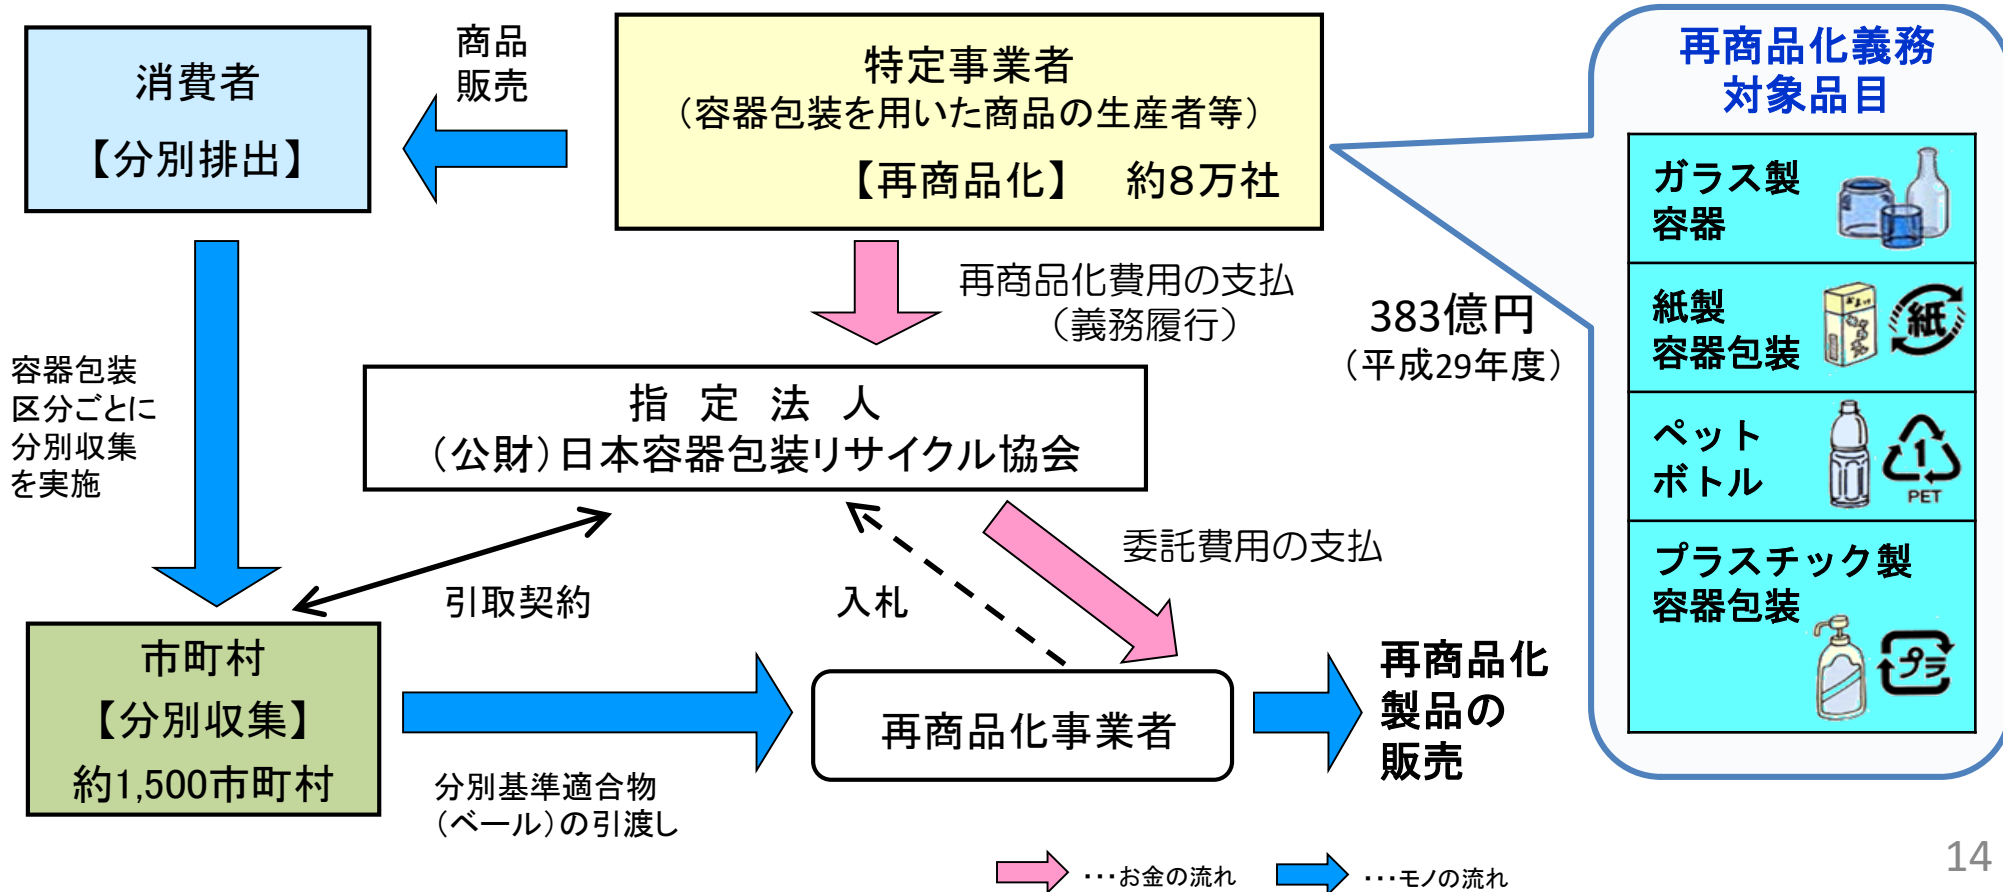 消費者
【分別排出】
商品
販売
特定事業者
（容器包装を用いた商品の生産者等）
【再商品化】　約８万社
再商品化義務
対象品目
ガラス製
容器
紙製
容器包装
紙
ペット
ボトル
1
PET
プラスチック製
容器包装
プラ
再商品化費用の支払
（義務履行）
383億円
（平成29年度）
容器包装
区分ごとに
分別収集
を実施
指　定　法　人
（公財）日本容器包装リサイクル協会
引取契約
入札
委託費用の支払
市町村
【分別収集】
約1,500市町村
分別基準適合物
（ベール）の引渡し
再商品化事業者
再商品化
製品の
販売
･･･お金の流れ
･･･モノの流れ
14